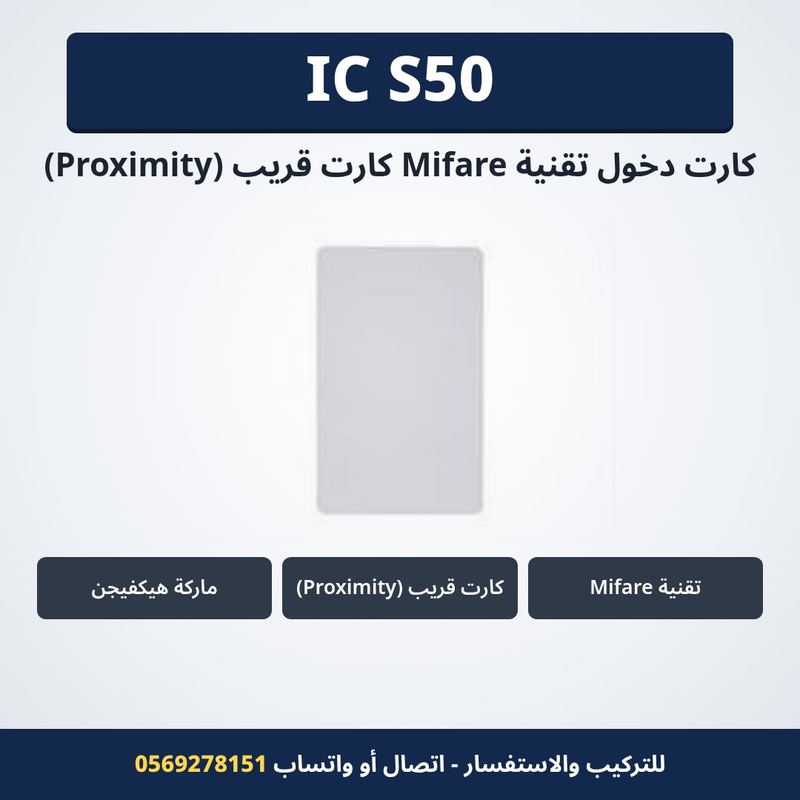 IC S50
كارت دخول تقنية Mifare كارت قريب (Proximity)
تقنية Mifare
كارت قريب (Proximity)
ماركة هيكفيجن
للتركيب والاستفسار - اتصال أو واتساب 0569278151